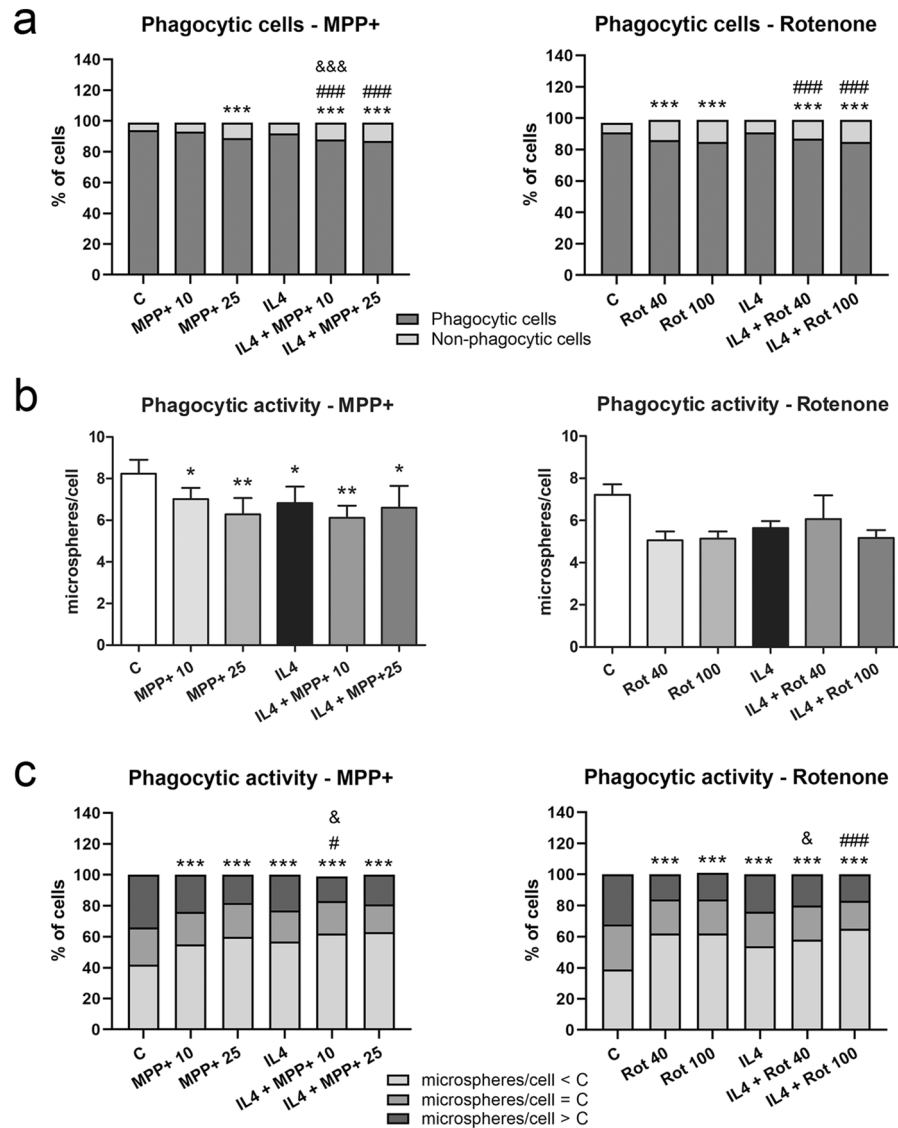 a
Phagocytic cells - MPP+
Phagocytic cells - Rotenone
% of cells
140
120
100
80
60
40
20
0
***
&&&
###
***
###
***
C
MPP+ 10
MPP+ 25
IL4
IL4 + MPP+ 10
IL4 + MPP+ 25
% of cells
140
120
100
80
60
40
20
0
***
***
###
***
###
***
C
Rot 40
Rot 100
IL4
IL4 + Rot 40
IL4 + Rot 100
Phagocytic cells
Non-phagocytic cells
b
Phagocytic activity - MPP+
Phagocytic activity - Rotenone
microspheres/cell
10
8
6
4
2
0
*
**
*
**
*
C
MPP+ 10
MPP+ 25
IL4
IL4 + MPP+ 10
IL4 + MPP+25
microspheres/cell
10
8
6
4
2
0
C
Rot 40
Rot 100
IL4
IL4 + Rot 40
IL4 + Rot 100
c
Phagocytic activity - MPP+
Phagocytic activity - Rotenone
% of cells
140
120
100
80
60
40
20
0
***
***
***
&
#
***
***
C
MPP+ 10
MPP+ 25
IL4
IL4 + MPP+ 10
IL4 + MPP+ 25
% of cells
140
120
100
80
60
40
20
0
***
***
***
&
***
###
***
C
Rot 40
Rot 100
IL4
IL4 + Rot 40
IL4 + Rot 100
microspheres/cell < C
microspheres/cell = C
microspheres/cell > C